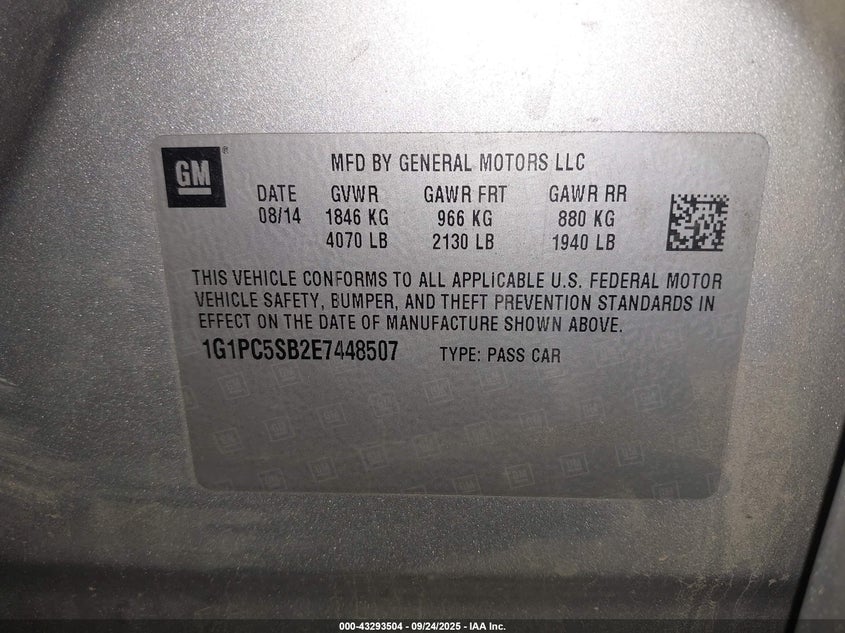 GM®
MFD BY GENERAL MOTORS LLC
DATE GVWR GAWR FRT GAWR RR
08/14 1846 KG 966 KG 880 KG
4070 LB 2130 LB 1940 LB
THIS VEHICLE CONFORMS TO ALL APPLICABLE U.S. FEDERAL MOTOR
VEHICLE SAFETY, BUMPER, AND THEFT PREVENTION STANDARDS IN
EFFECT ON THE DATE OF MANUFACTURE SHOWN ABOVE.
1G1PC5SB2E7448507 TYPE: PASS CAR
000-43293504 - 09/24/2025 - IAA Inc.